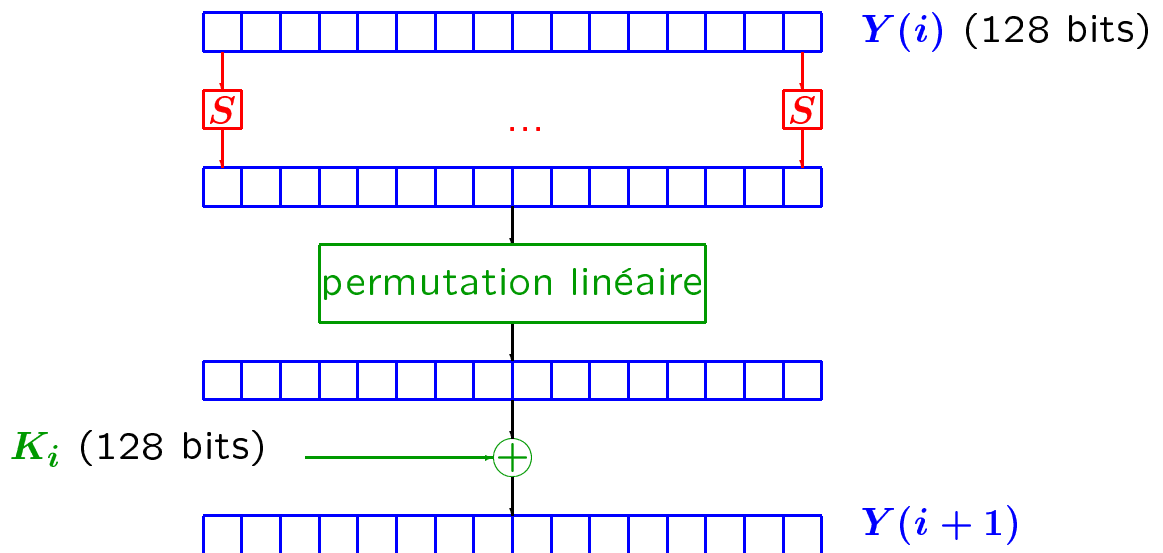 Y(i) (128 bits)
S S
...
permutation linéaire
K_i (128 bits)
Y(i + 1)